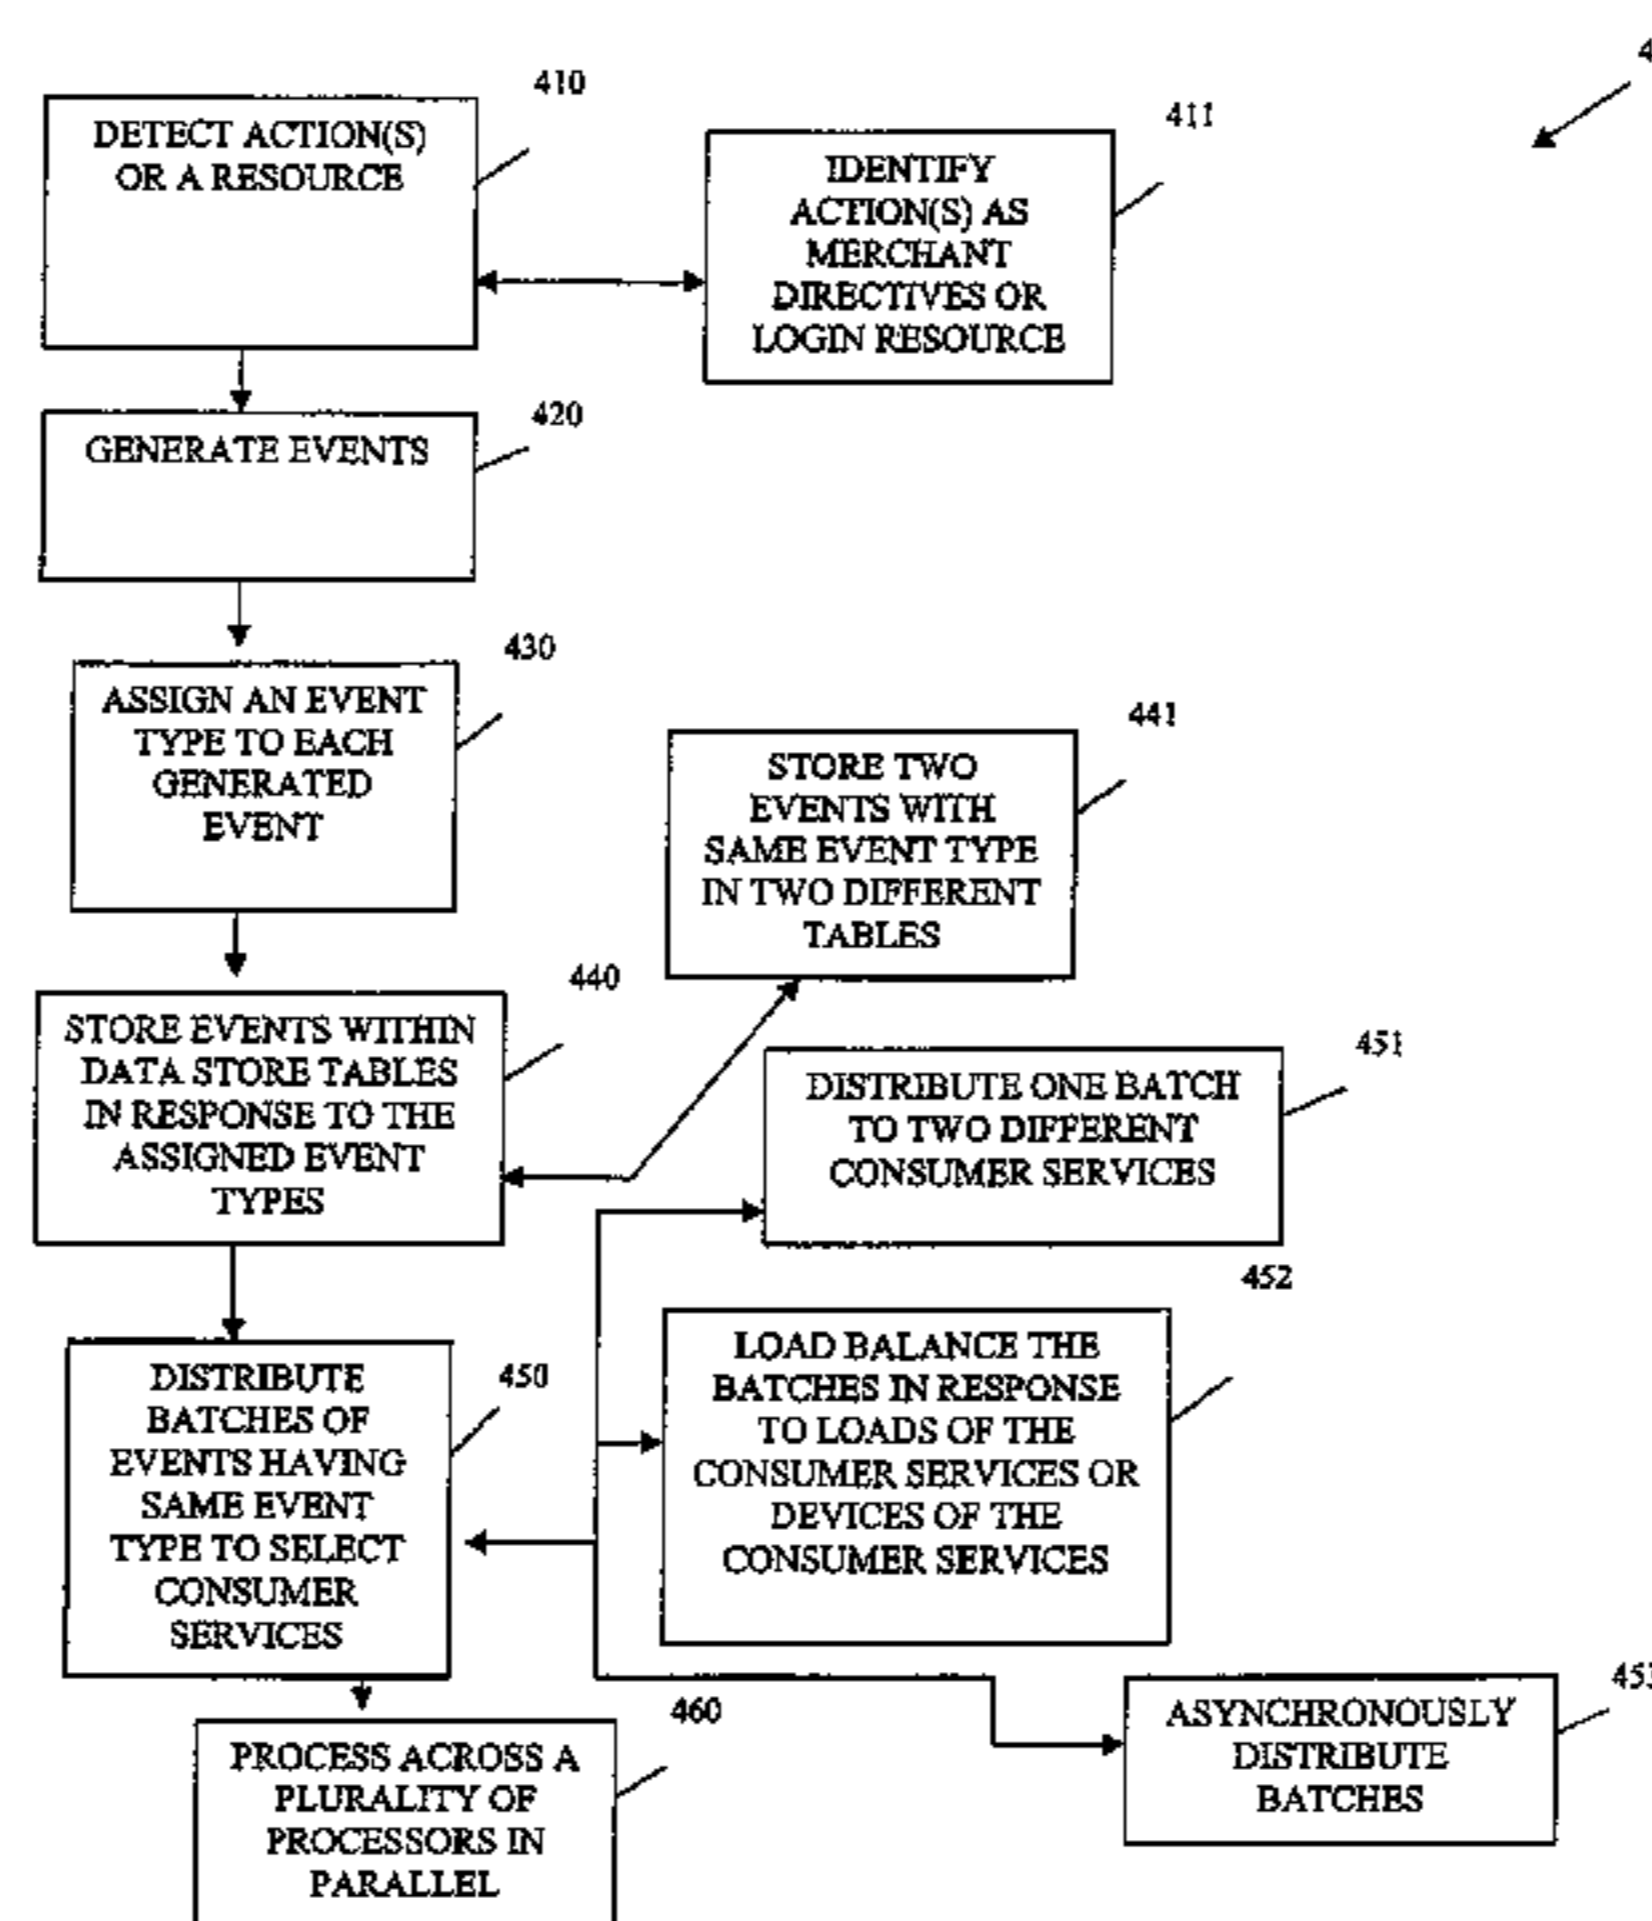 4
410
DETECT ACTION(S)
OR A RESOURCE
411
IDENTIFY
ACTION(S) AS
MERCHANT
DIRECTIVES OR
LOGIN RESOURCE
420
GENERATE EVENTS
430
ASSIGN AN EVENT
TYPE TO EACH
GENERATED
EVENT
441
STORE TWO
EVENTS WITH
SAME EVENT TYPE
IN TWO DIFFERENT
TABLES
440
STORE EVENTS WITHIN
DATA STORE TABLES
IN RESPONSE TO THE
ASSIGNED EVENT
TYPES
451
DISTRIBUTE ONE BATCH
TO TWO DIFFERENT
CONSUMER SERVICES
452
LOAD BALANCE THE
BATCHES IN RESPONSE
TO LOADS OF THE
CONSUMER SERVICES OR
DEVICES OF THE
CONSUMER SERVICES
450
DISTRIBUTE
BATCHES OF
EVENTS HAVING
SAME EVENT
TYPE TO SELECT
CONSUMER
SERVICES
453
ASYNCHRONOUSLY
DISTRIBUTE
BATCHES
460
PROCESS ACROSS A
PLURALITY OF
PROCESSORS IN
PARALLEL